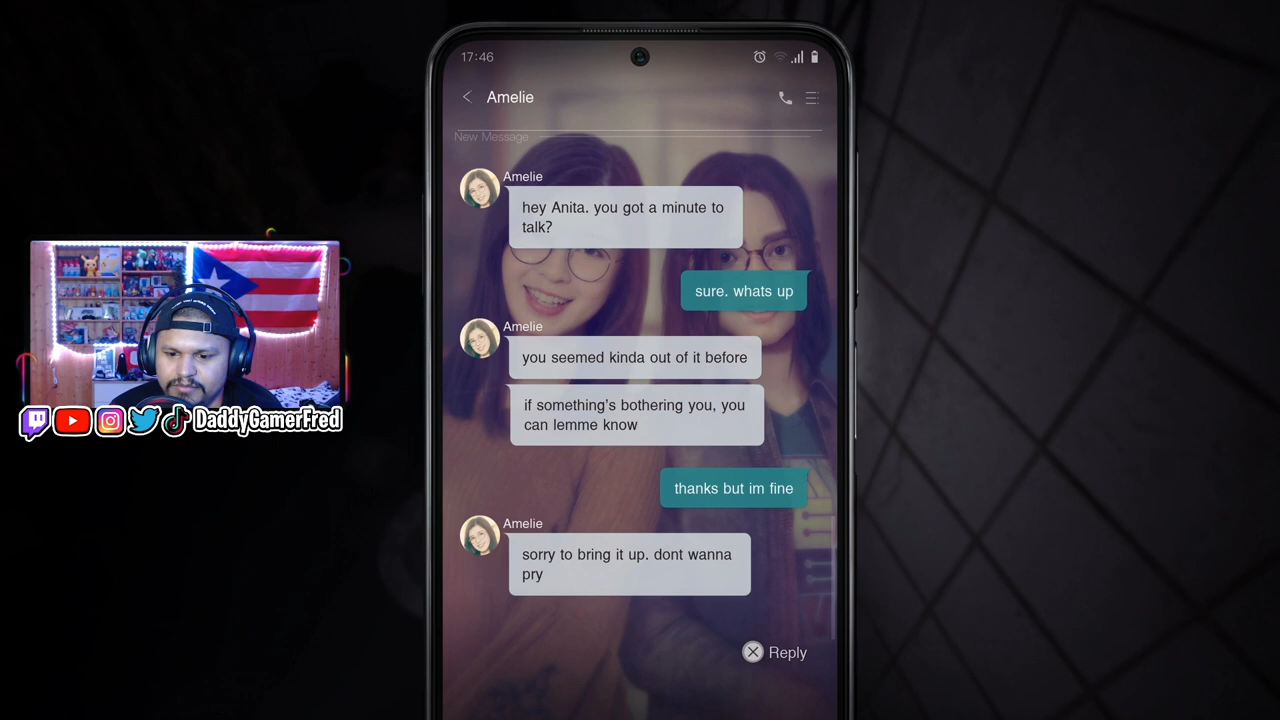 17:46
Amelie
New Message
Amelie
hey Anita. you got a minute to
talk?
sure. whats up
Amelie
you seemed kinda out of it before
if something's bothering you, you
can lemme know
thanks but im fine
Amelie
sorry to bring it up. dont wanna
pry
Reply
DaddyGamerFred